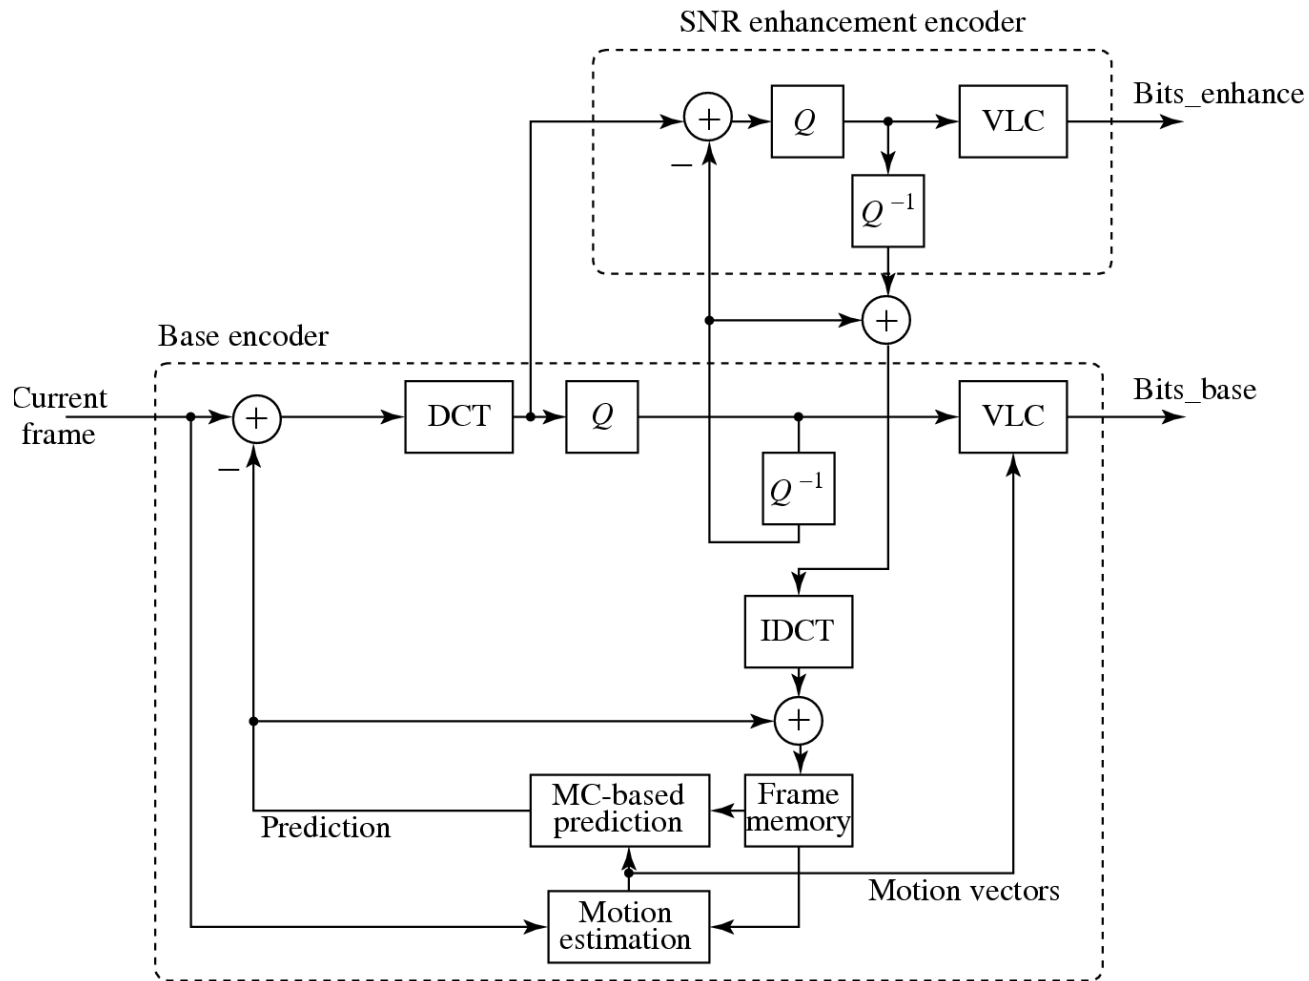 SNR enhancement encoder
Bits_enhance
+
Q
VLC
−
Q −1
+
Base encoder
Current
frame
+
DCT
Q
VLC
Bits_base
−
Q −1
IDCT
+
MC-based
prediction
Frame
memory
Prediction
Motion vectors
Motion
estimation